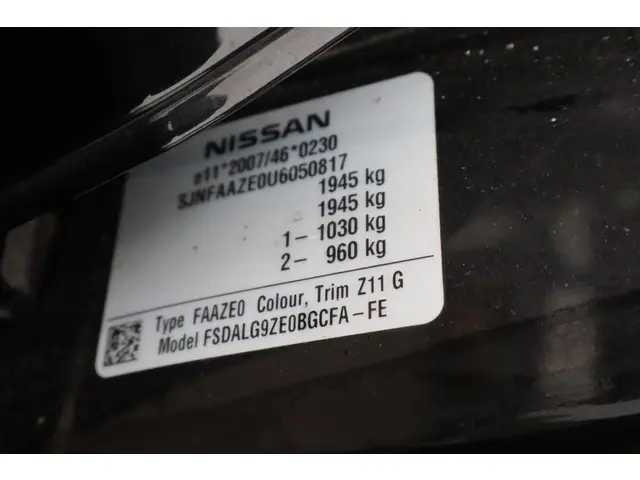 NISSAN
e11*2007/46*0230
SJNFAAZE0U6050817
1945 kg
1945 kg
1– 1030 kg
2– 960 kg
Type FAAZE0 Colour, Trim Z11 G
Model FSDALG9ZE0BGCFA–FE